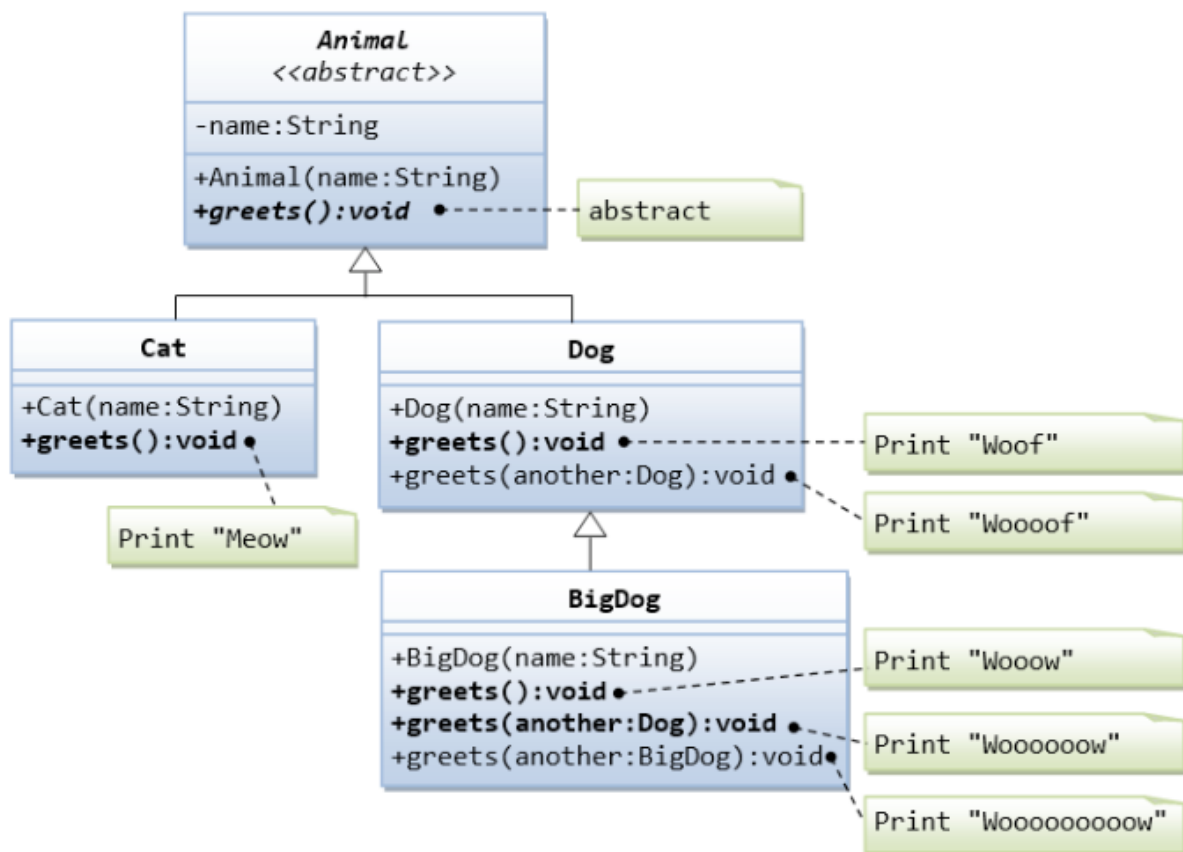 Animal
<<abstract>>
-name:String
+Animal(name:String)
+greets():void
abstract
Cat
+Cat(name:String)
+greets():void
Print "Meow"
Dog
+Dog(name:String)
+greets():void
+greets(another:Dog):void
Print "Woof"
Print "Woooof"
BigDog
+BigDog(name:String)
+greets():void
+greets(another:Dog):void
+greets(another:BigDog):void
Print "Wooow"
Print "Woooooow"
Print "Wooooooooow"